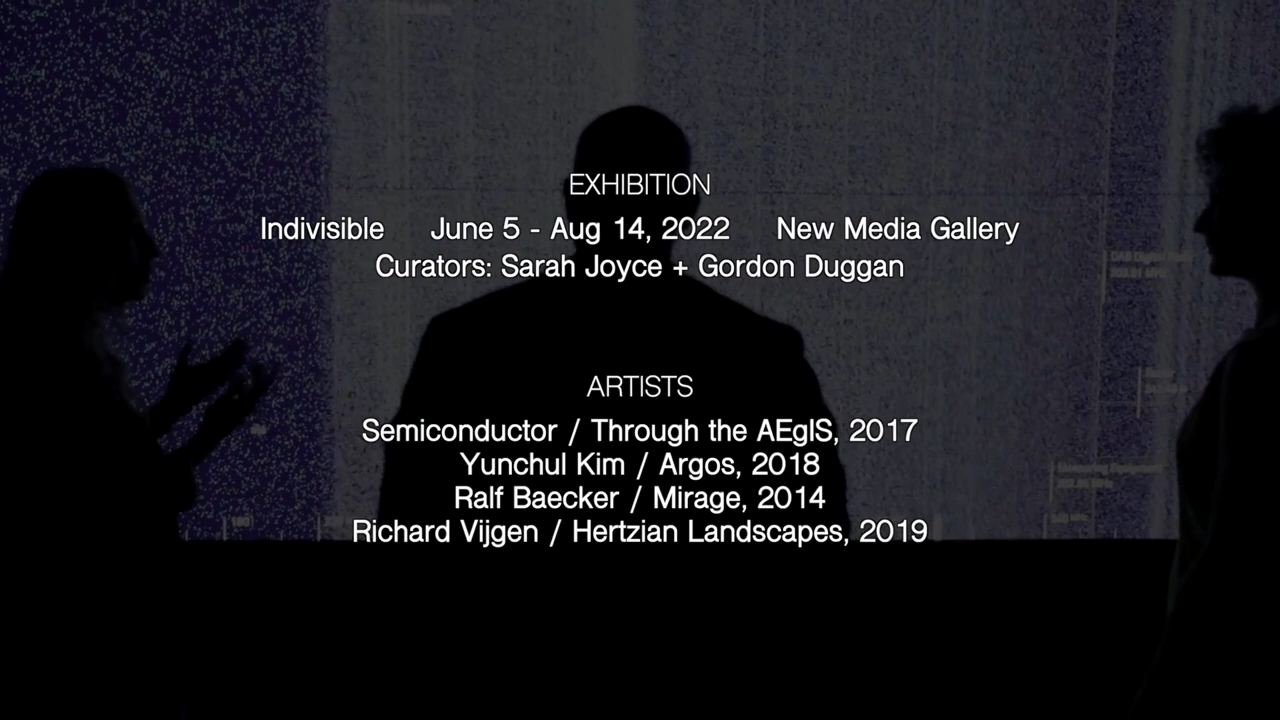 EXHIBITION
Indivisible June 5 - Aug 14, 2022 New Media Gallery
Curators: Sarah Joyce + Gordon Duggan
ARTISTS
Semiconductor / Through the AEgIS, 2017
Yunchul Kim / Argos, 2018
Ralf Baecker / Mirage, 2014
Richard Vijgen / Hertzian Landscapes, 2019